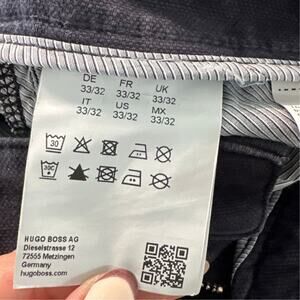 DE FR UK
33/32 33/32 33/32
IT US MX
33/32 33/32 33/32
30
30C
HUGO BOSS AG
Dieselstrasse 12
72555 Metzingen
Germany
hugoboss.com